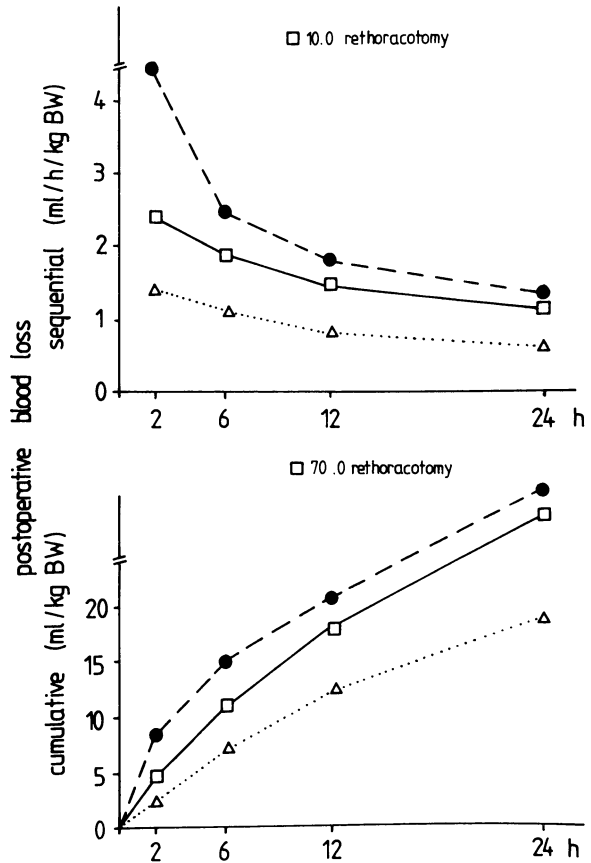 postoperative blood loss
sequential (ml/h/kg BW)
10.0 rethoracotomy
4
3
2
1
0
2 6 12 24 h
cumulative (ml/kg BW)
70.0 rethoracotomy
20
15
10
5
0
2 6 12 24 h